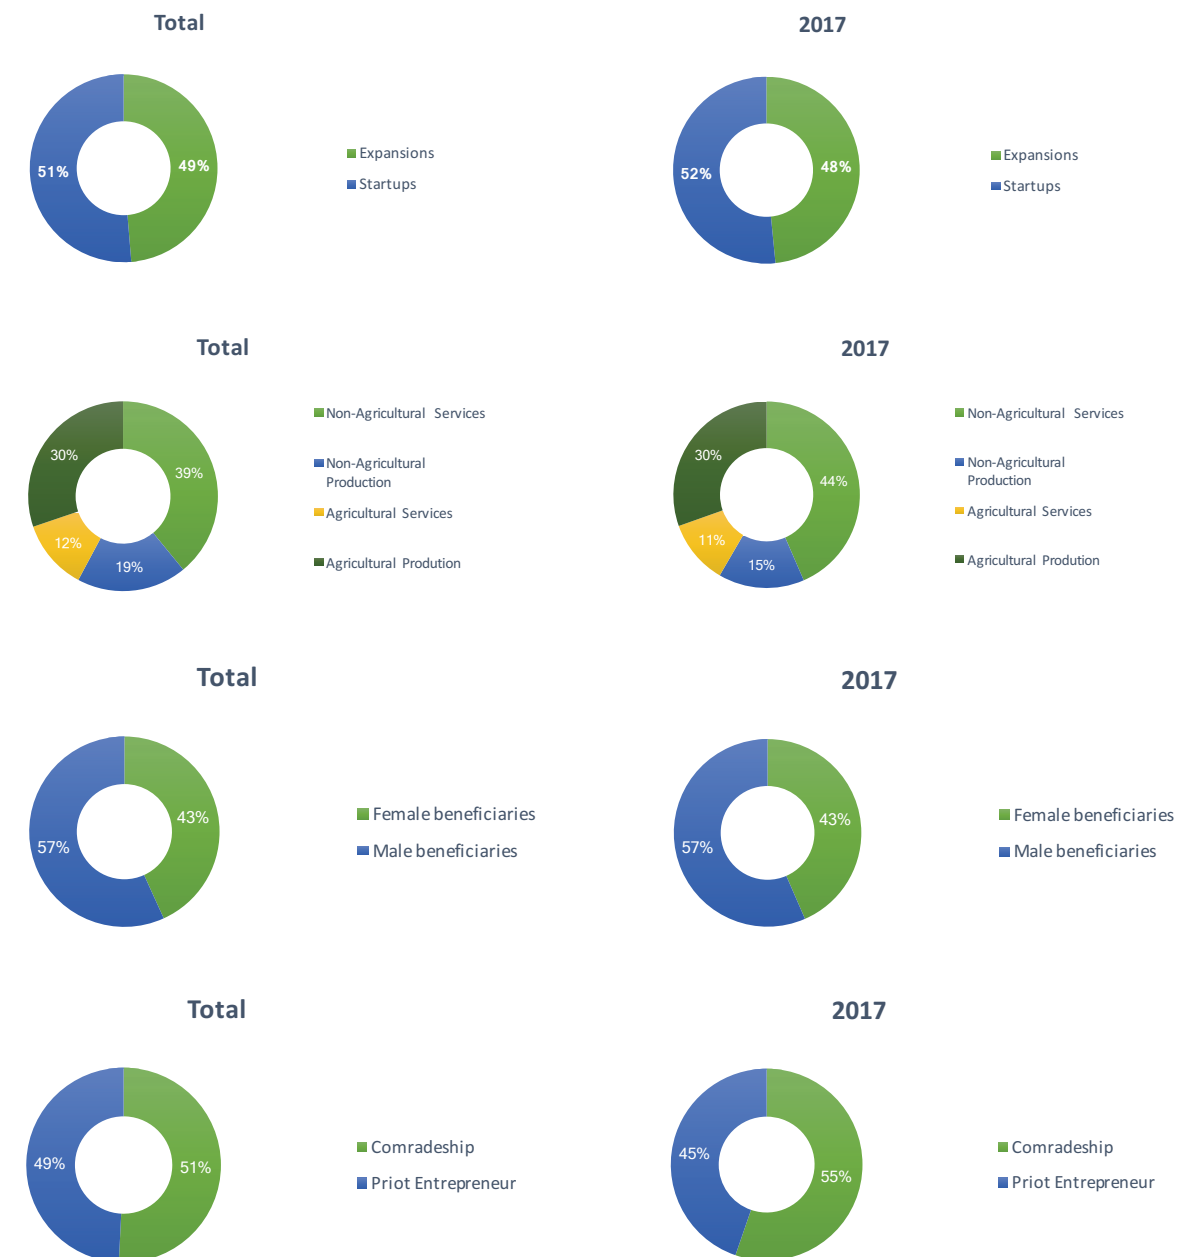 Total
51%
49%
Expansions
Startups
2017
52%
48%
Expansions
Startups
Total
30%
39%
12%
19%
Non-Agricultural Services
Non-Agricultural
Production
Agricultural Services
Agricultural Prodution
2017
30%
44%
11%
15%
Non-Agricultural Services
Non-Agricultural
Production
Agricultural Services
Agricultural Prodution
Total
57%
43%
Female beneficiaries
Male beneficiaries
2017
57%
43%
Female beneficiaries
Male beneficiaries
Total
49%
51%
Comradeship
Priot Entrepreneur
2017
45%
55%
Comradeship
Priot Entrepreneur